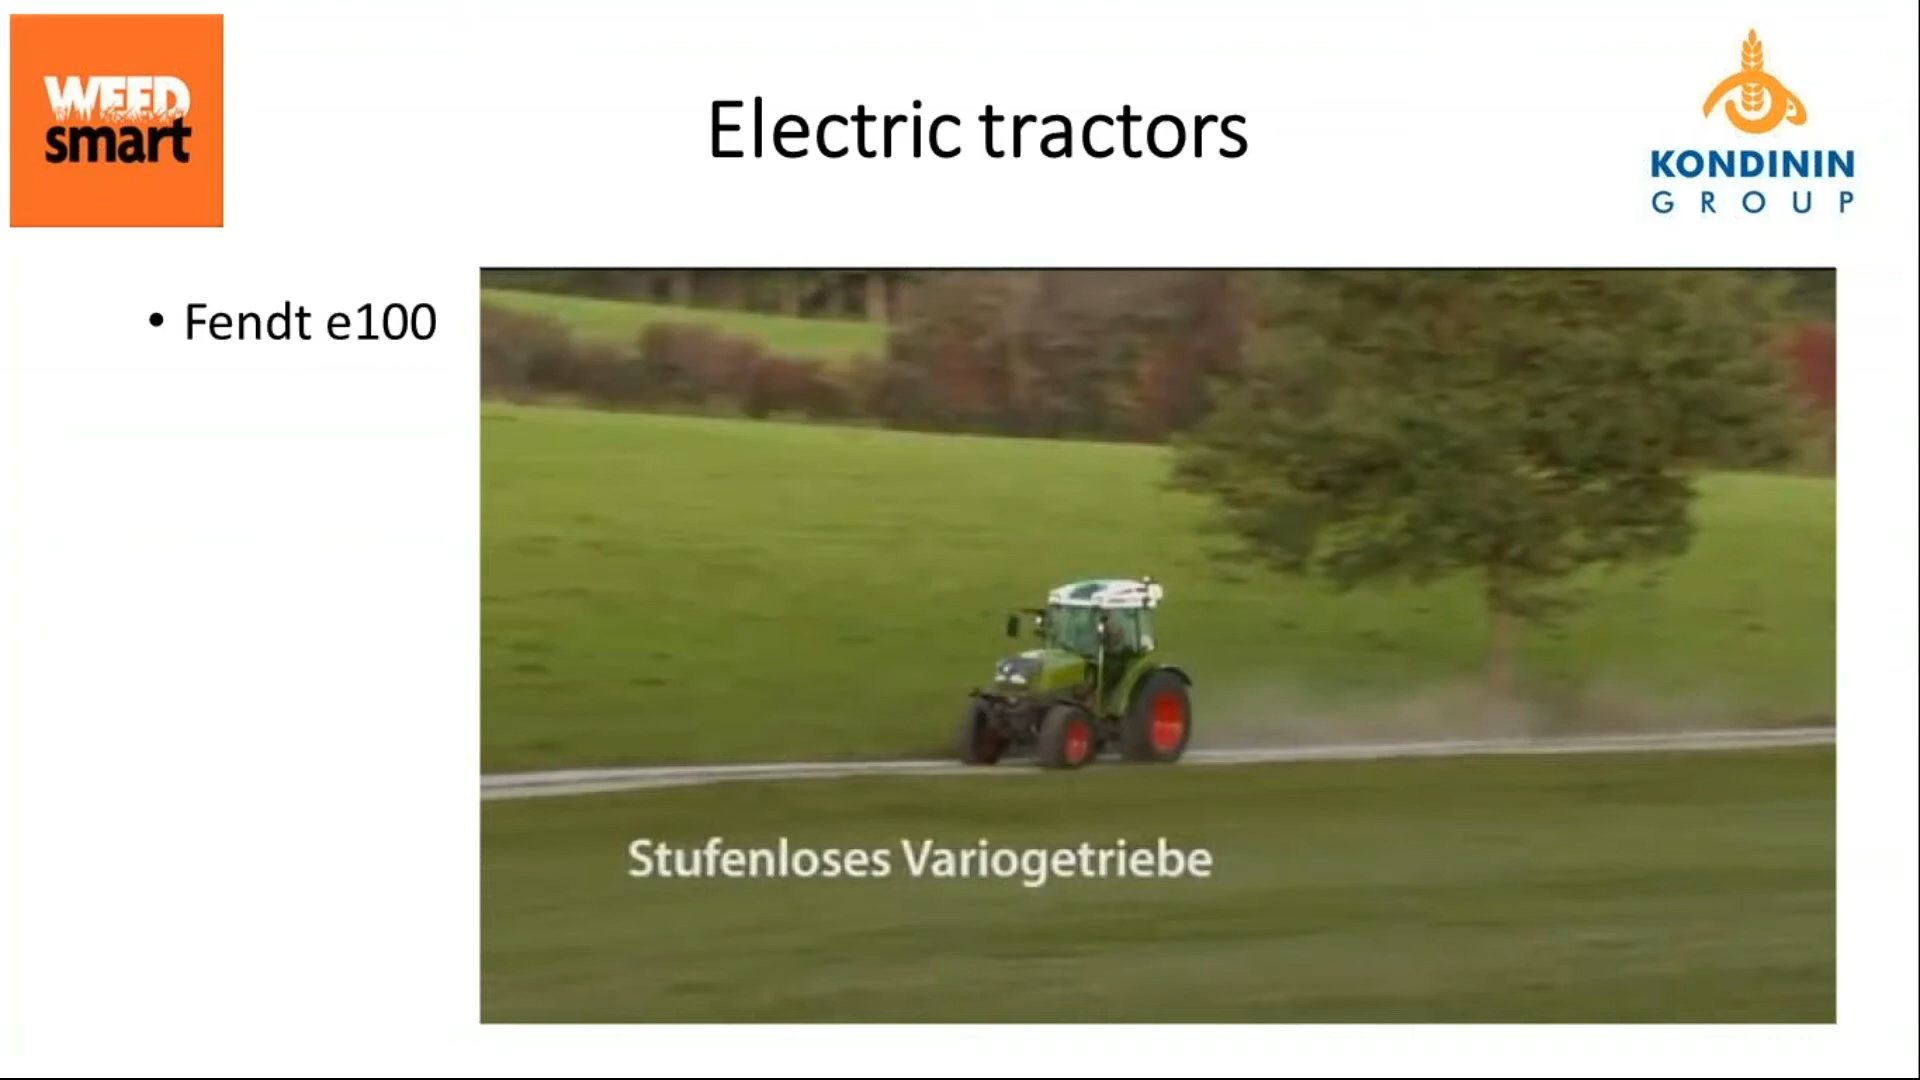 WEED
smart
Electric tractors
KONDININ
GROUP
• Fendt e100
Stufenloses Variogetriebe